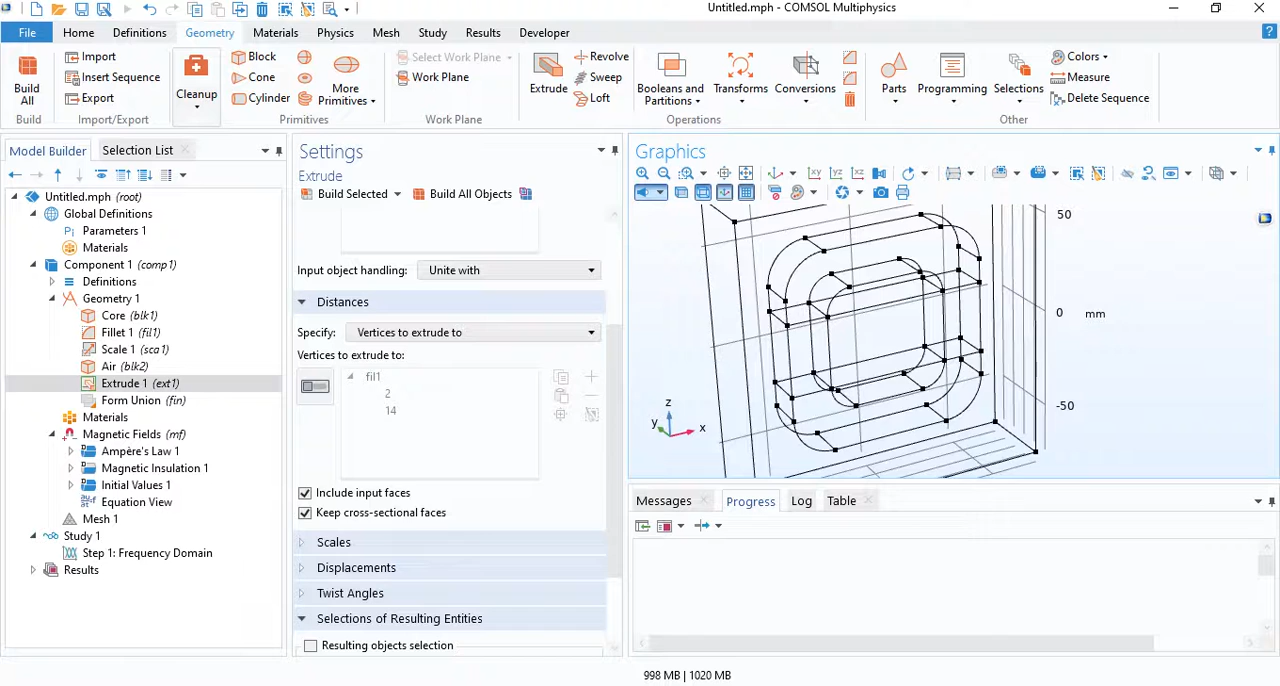 Untitled.mph - COMSOL Multiphysics
File Home Definitions Geometry Materials Physics Mesh Study Results Developer
Build All
Build
Import
Insert Sequence
Export
Import/Export
Cleanup
Block
Cone
Cylinder
More Primitives
Primitives
Select Work Plane
Work Plane
Work Plane
Extrude
Revolve
Sweep
Loft
Booleans and Partitions
Transforms
Conversions
Operations
Parts
Programming
Selections
Colors
Measure
Delete Sequence
Other
Model Builder
Selection List
Untitled.mph (root)
Global Definitions
Parameters 1
Materials
Component 1 (comp1)
Definitions
Geometry 1
Core (blk1)
Fillet 1 (fil1)
Scale 1 (sca1)
Air (blk2)
Extrude 1 (ext1)
Form Union (fin)
Materials
Magnetic Fields (mf)
Ampère's Law 1
Magnetic Insulation 1
Initial Values 1
Equation View
Mesh 1
Study 1
Step 1: Frequency Domain
Results
Settings
Extrude
Build Selected
Build All Objects
Input object handling: Unite with
Distances
Specify: Vertices to extrude to
Vertices to extrude to:
fil1
2
14
Include input faces
Keep cross-sectional faces
Scales
Displacements
Twist Angles
Selections of Resulting Entities
Resulting objects selection
Graphics
xy yz xz
50
0 mm
-50
z
y
x
Messages Progress Log Table
998 MB | 1020 MB